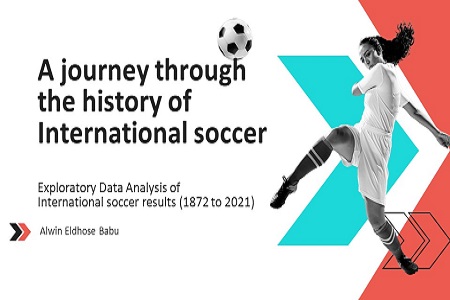 A journey through
the history of
International soccer
Exploratory Data Analysis of
International soccer results (1872 to 2021)
Alwin Eldhose Babu